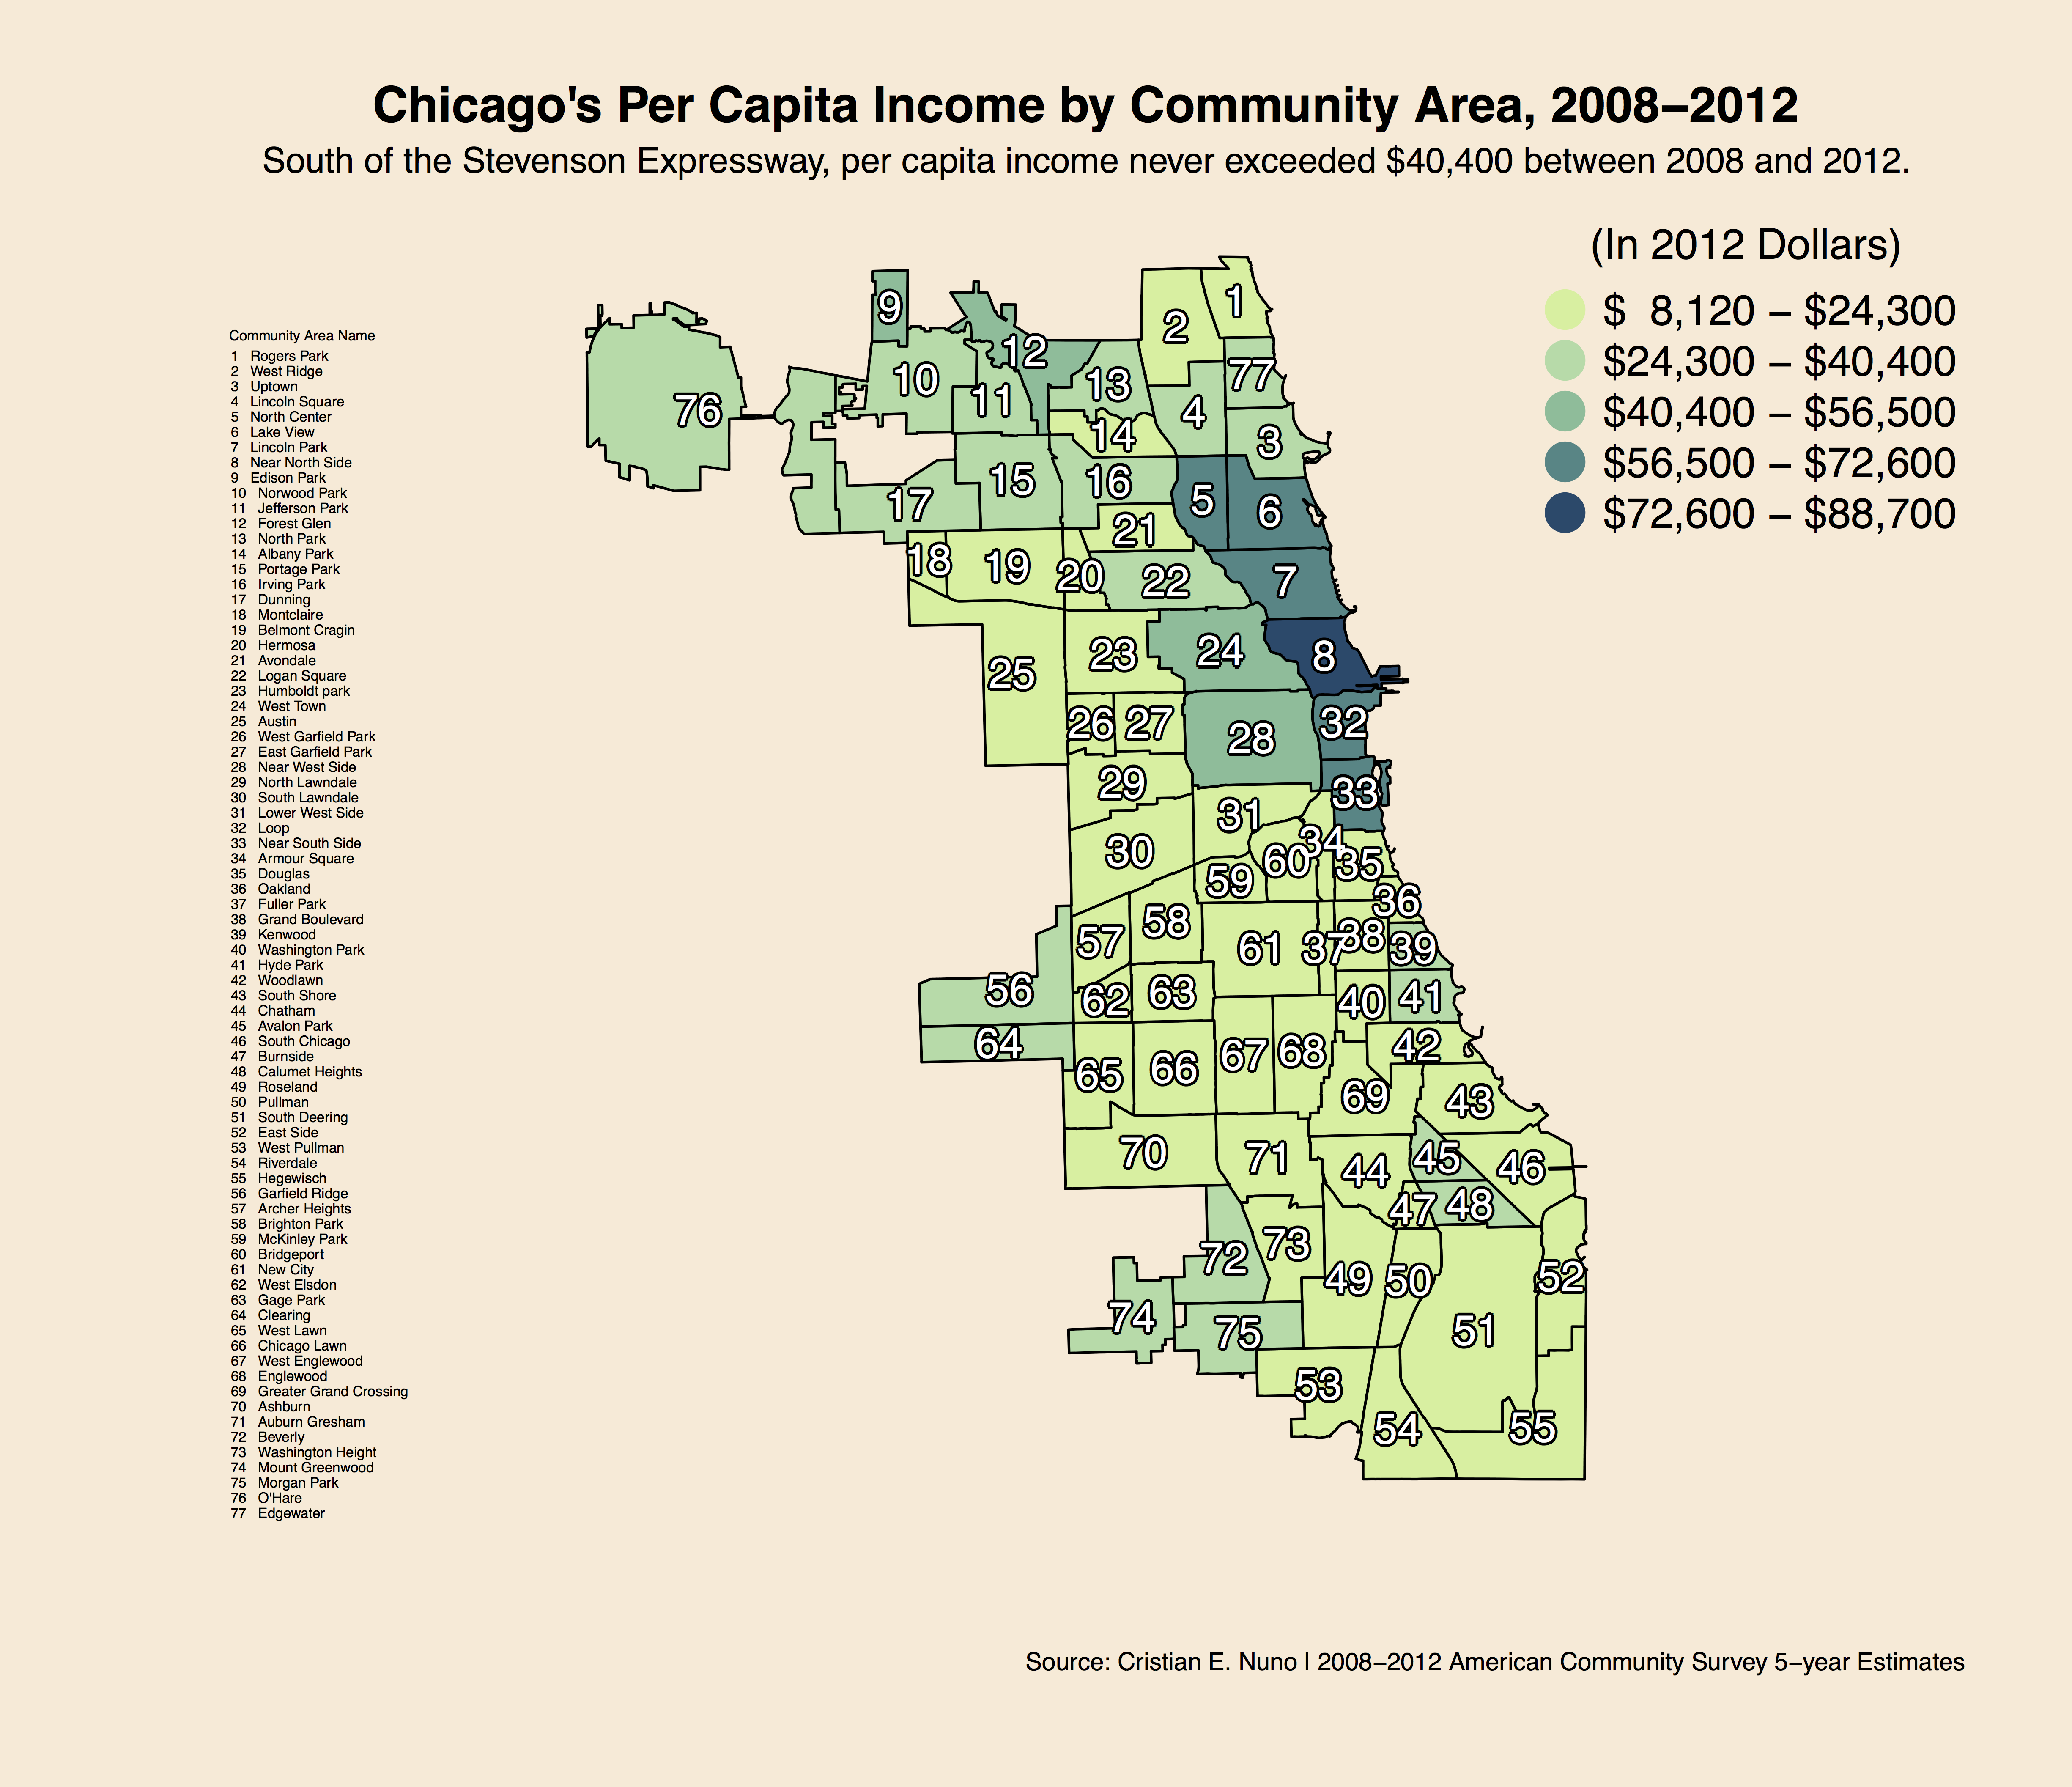 Chicago's Per Capita Income by Community Area, 2008–2012
South of the Stevenson Expressway, per capita income never exceeded $40,400 between 2008 and 2012.
(In 2012 Dollars)
$ 8,120 – $24,300
$24,300 – $40,400
$40,400 – $56,500
$56,500 – $72,600
$72,600 – $88,700
Community Area Name
1 Rogers Park
2 West Ridge
3 Uptown
4 Lincoln Square
5 North Center
6 Lake View
7 Lincoln Park
8 Near North Side
9 Edison Park
10 Norwood Park
11 Jefferson Park
12 Forest Glen
13 North Park
14 Albany Park
15 Portage Park
16 Irving Park
17 Dunning
18 Montclaire
19 Belmont Cragin
20 Hermosa
21 Avondale
22 Logan Square
23 Humboldt park
24 West Town
25 Austin
26 West Garfield Park
27 East Garfield Park
28 Near West Side
29 North Lawndale
30 South Lawndale
31 Lower West Side
32 Loop
33 Near South Side
34 Armour Square
35 Douglas
36 Oakland
37 Fuller Park
38 Grand Boulevard
39 Kenwood
40 Washington Park
41 Hyde Park
42 Woodlawn
43 South Shore
44 Chatham
45 Avalon Park
46 South Chicago
47 Burnside
48 Calumet Heights
49 Roseland
50 Pullman
51 South Deering
52 East Side
53 West Pullman
54 Riverdale
55 Hegewisch
56 Garfield Ridge
57 Archer Heights
58 Brighton Park
59 McKinley Park
60 Bridgeport
61 New City
62 West Elsdon
63 Gage Park
64 Clearing
65 West Lawn
66 Chicago Lawn
67 West Englewood
68 Englewood
69 Greater Grand Crossing
70 Ashburn
71 Auburn Gresham
72 Beverly
73 Washington Height
74 Mount Greenwood
75 Morgan Park
76 O'Hare
77 Edgewater
1
9
2
12
77
10
13
11
76
4
14
3
15
16
5
17
6
21
18
19
20
22
7
24
23
8
25
26
27
32
28
29
33
31
34
30
60
35
59
36
58
38
57
61
37
39
56
63
41
62
40
64
42
68
67
66
65
69
43
70
71
45
44
46
48
47
73
72
52
49
50
74
51
75
53
55
54
Source: Cristian E. Nuno | 2008–2012 American Community Survey 5–year Estimates